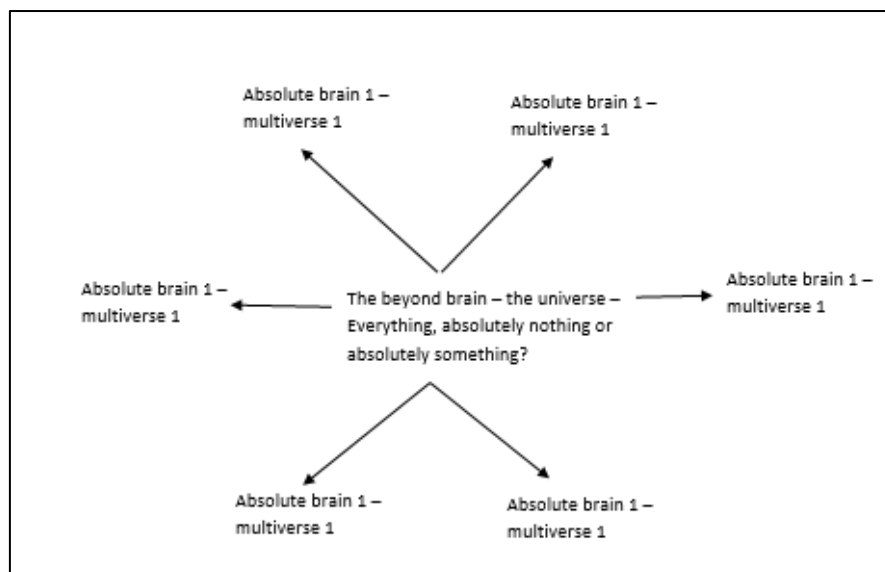 Absolute brain 1 –
multiverse 1
Absolute brain 1 –
multiverse 1
Absolute brain 1 –
multiverse 1
The beyond brain – the universe –
Everything, absolutely nothing or
absolutely something?
Absolute brain 1 –
multiverse 1
Absolute brain 1 –
multiverse 1
Absolute brain 1 –
multiverse 1